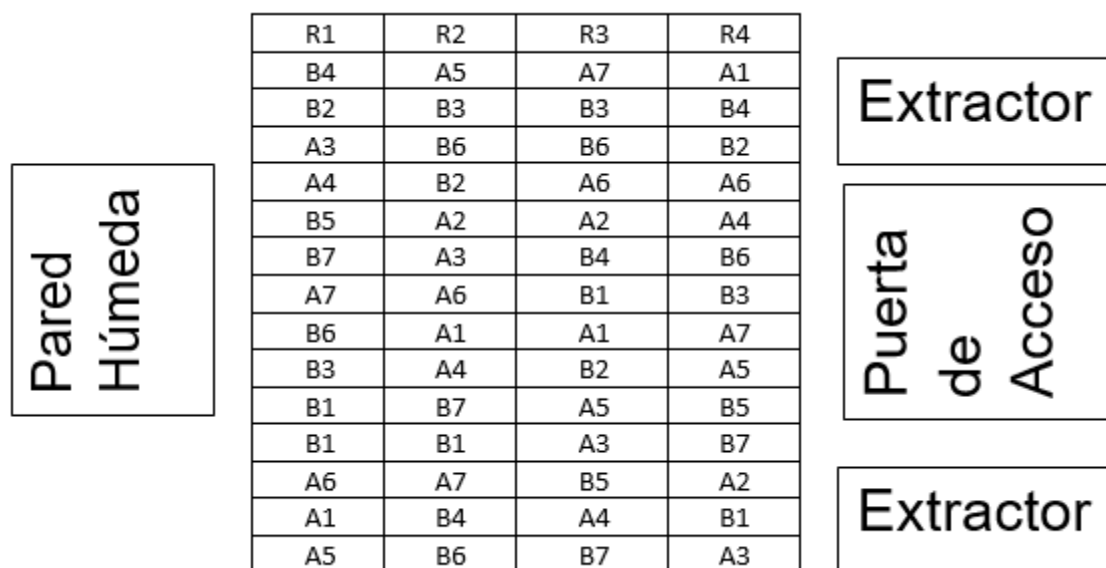 R1 R2 R3 R4
B4 A5 A7 A1
B2 B3 B3 B4
A3 B6 B6 B2
A4 B2 A6 A6
B5 A2 A2 A4
B7 A3 B4 B6
A7 A6 B1 B3
B6 A1 A1 A7
B3 A4 B2 A5
B1 B7 A5 B5
B1 B1 A3 B7
A6 A7 B5 A2
A1 B4 A4 B1
A5 B6 B7 A3
Pared
Húmeda
Extractor
Puerta
de
Acceso
Extractor